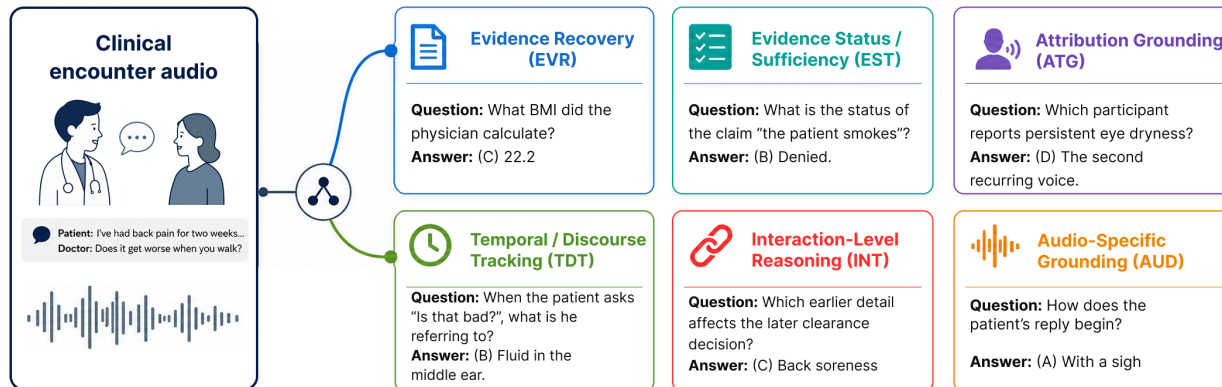 Clinical
encounter audio
Patient: I've had back pain for two weeks...
Doctor: Does it get worse when you walk?
Evidence Recovery
(EVR)
Question: What BMI did the
physician calculate?
Answer: (C) 22.2
Evidence Status /
Sufficiency (EST)
Question: What is the status of
the claim “the patient smokes”?
Answer: (B) Denied.
Attribution Grounding
(ATG)
Question: Which participant
reports persistent eye dryness?
Answer: (D) The second
recurring voice.
Temporal / Discourse
Tracking (TDT)
Question: When the patient asks
“Is that bad?”, what is he
referring to?
Answer: (B) Fluid in the
middle ear.
Interaction-Level
Reasoning (INT)
Question: Which earlier detail
affects the later clearance
decision?
Answer: (C) Back soreness
Audio-Specific
Grounding (AUD)
Question: How does the
patient’s reply begin?
Answer: (A) With a sigh